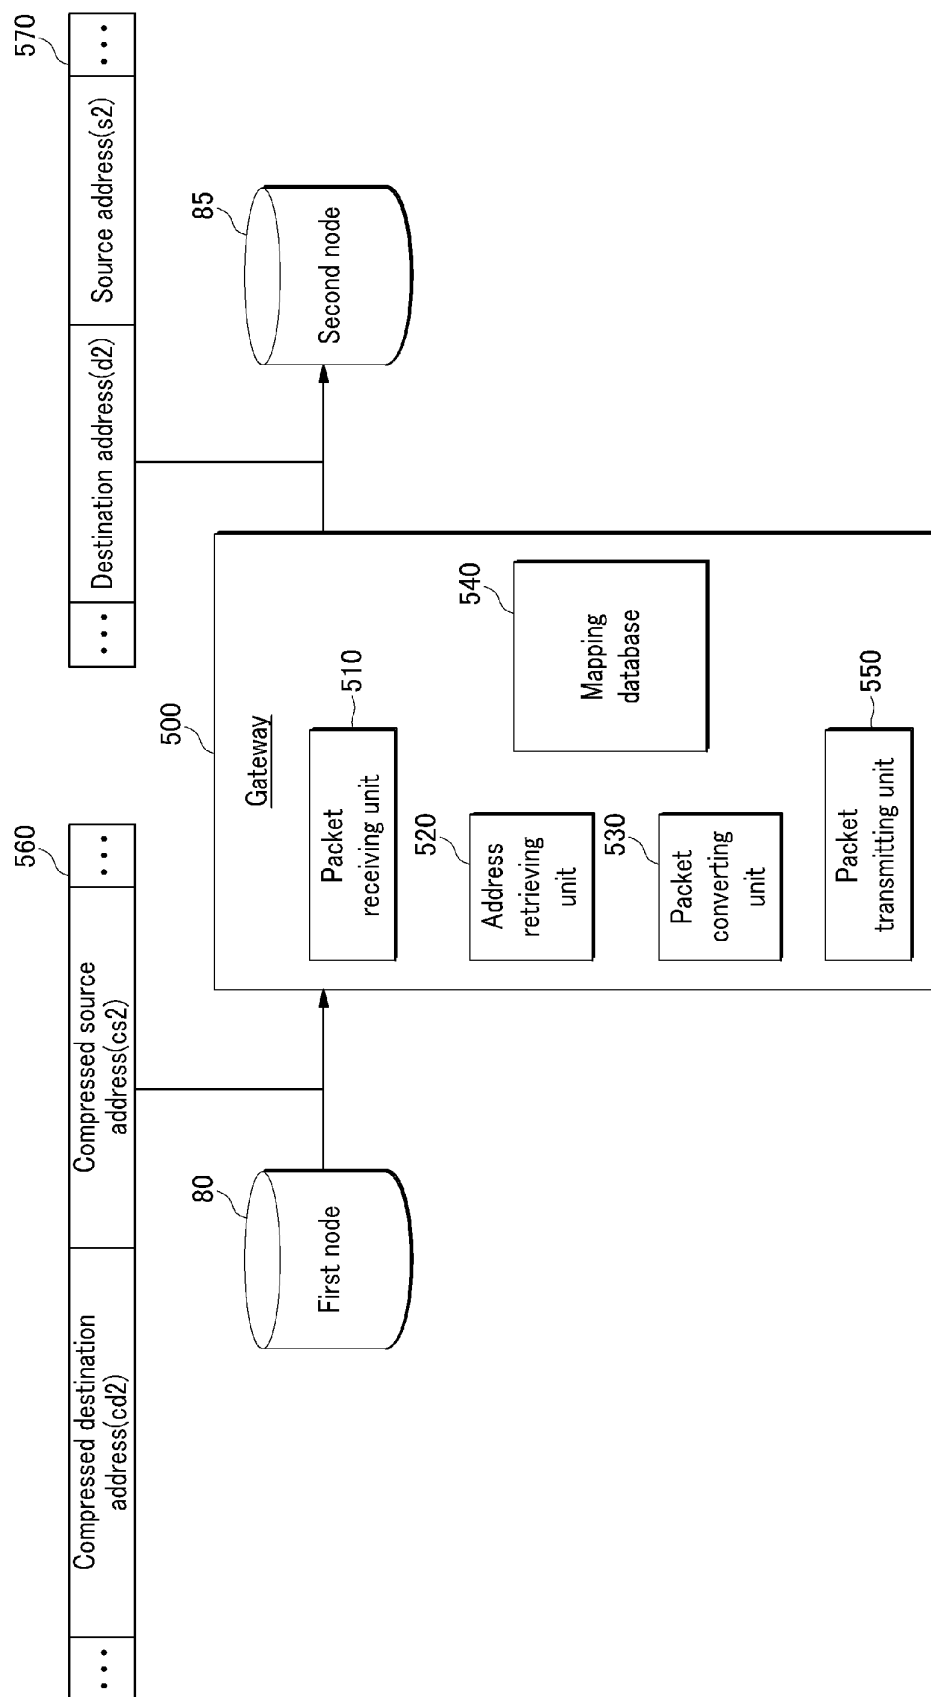 560
570
• • •
Compressed destination
address(cd2)
Compressed source
address(cs2)
• • •
• • •
Destination address(d2)
Source address(s2)
• • •
80
First node
500
Gateway
Packet
receiving unit
510
520
Address
retrieving
unit
530
Packet
converting
unit
540
Mapping
database
550
Packet
transmitting unit
85
Second node